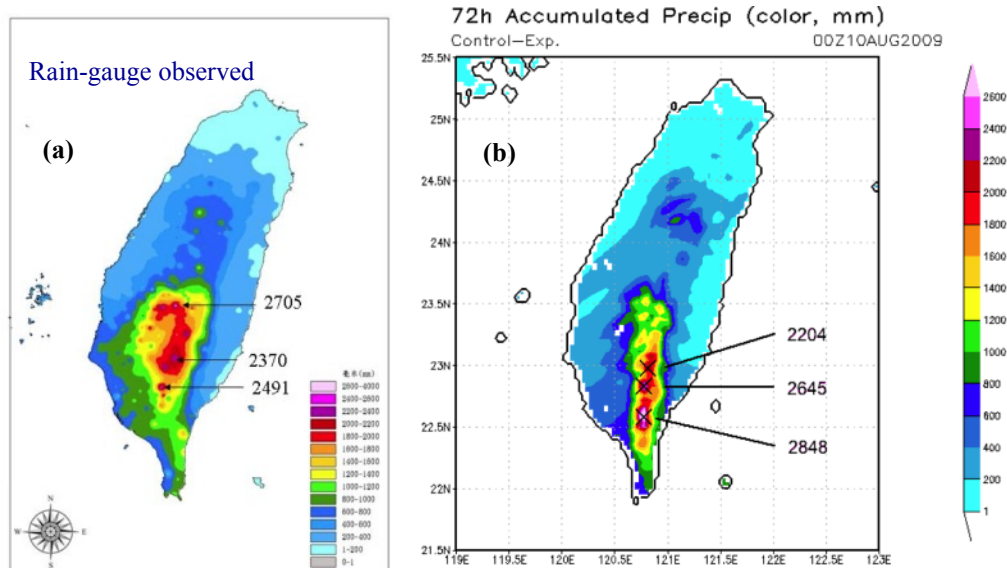 Rain-gauge observed
(a)
2705
2370
2491
毫米(mm)
2600-4000
2400-2600
2200-2400
2000-2200
1800-2000
1600-1800
1400-1600
1200-1400
1000-1200
800-1000
600-800
400-600
200-400
1-200
0-1
N
W
E
S
72h Accumulated Precip (color, mm)
Control-Exp.
00Z10AUG2009
(b)
25.5N
25N
24.5N
24N
23.5N
23N
22.5N
22N
21.5N
119E
119.5E
120E
120.5E
121E
121.5E
122E
122.5E
123E
2204
2645
2848
2600
2400
2200
2000
1800
1600
1400
1200
1000
800
600
400
200
1